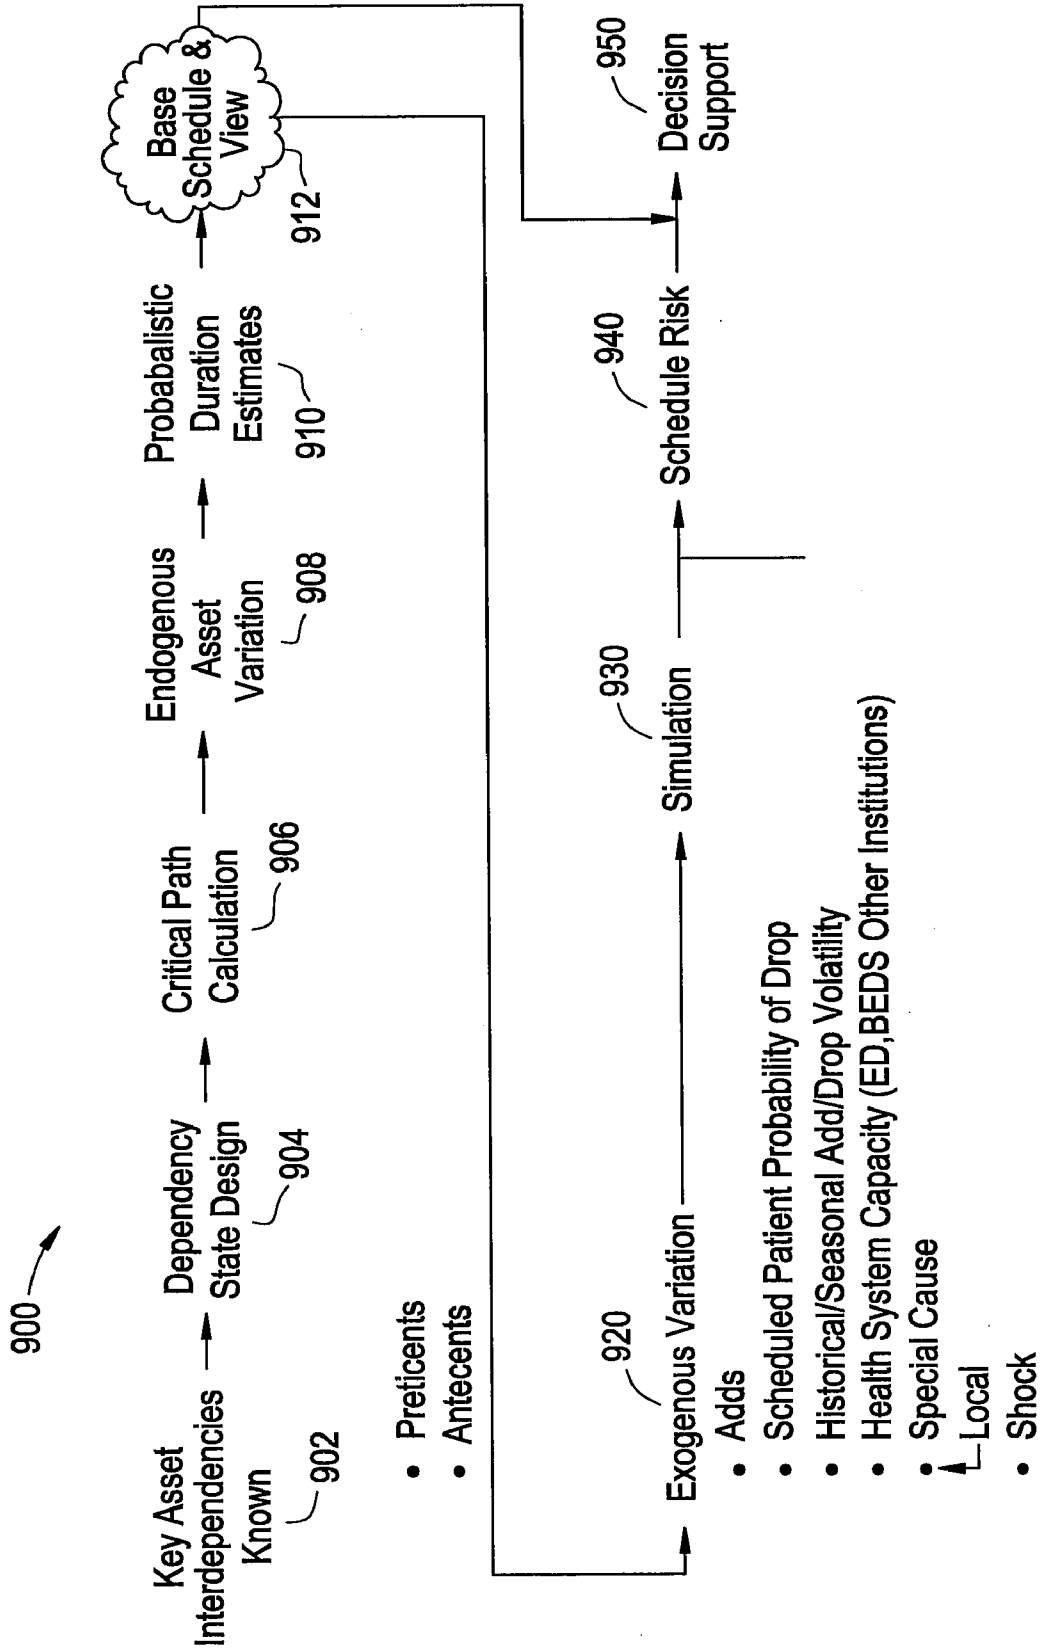 900
Key Asset
Interdependencies
Known
902
Dependency
State Design
904
Critical Path
Calculation
906
Endogenous
Asset
Variation
908
Probabalistic
Duration
Estimates
910
Base
Schedule &
View
912
• Preticents
• Antecents
920
Exogenous Variation
• Adds
• Scheduled Patient Probability of Drop
• Historical/Seasonal Add/Drop Volatility
• Health System Capacity (ED,BEDS Other Institutions)
• Special Cause
Local
• Shock
930
Simulation
940
Schedule Risk
950
Decision
Support